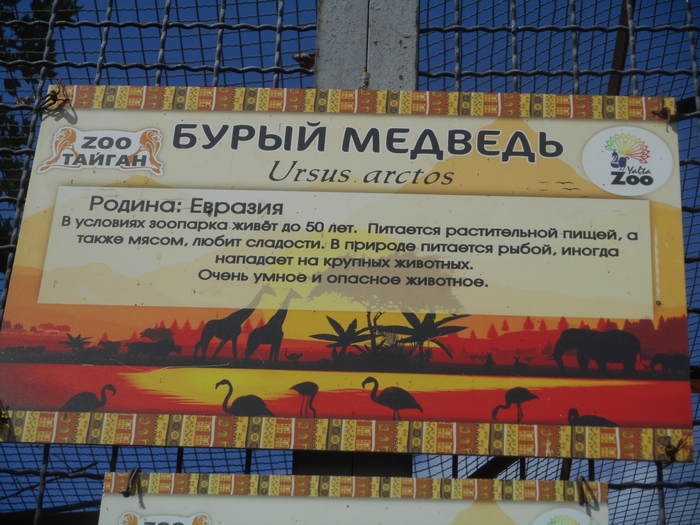 ZOO
ТАЙГАН
БУРЫЙ МЕДВЕДЬ
Ursus arctos
Yalta
Zoo
Родина: Евразия
В условиях зоопарка живёт до 50 лет. Питается растительной пищей, а
также мясом, любит сладости. В природе питается рыбой, иногда
нападает на крупных животных.
Очень умное и опасное животное.
ZOO